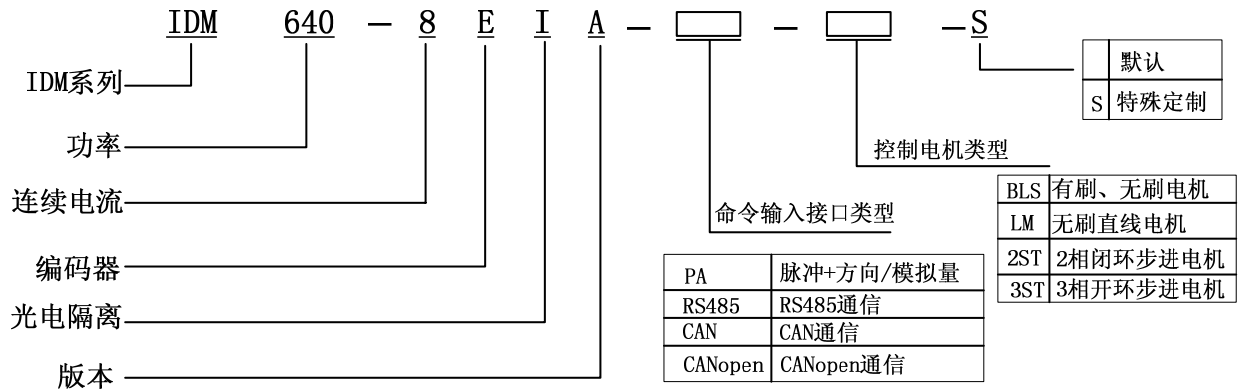 IDM 640 - 8 E I A - - - S
IDM系列
功率
连续电流
编码器
光电隔离
版本
默认
S 特殊定制
控制电机类型
BLS 有刷、无刷电机
LM 无刷直线电机
2ST 2相闭环步进电机
3ST 3相开环步进电机
命令输入接口类型
PA 脉冲+方向/模拟量
RS485 RS485通信
CAN CAN通信
CANopen CANopen通信